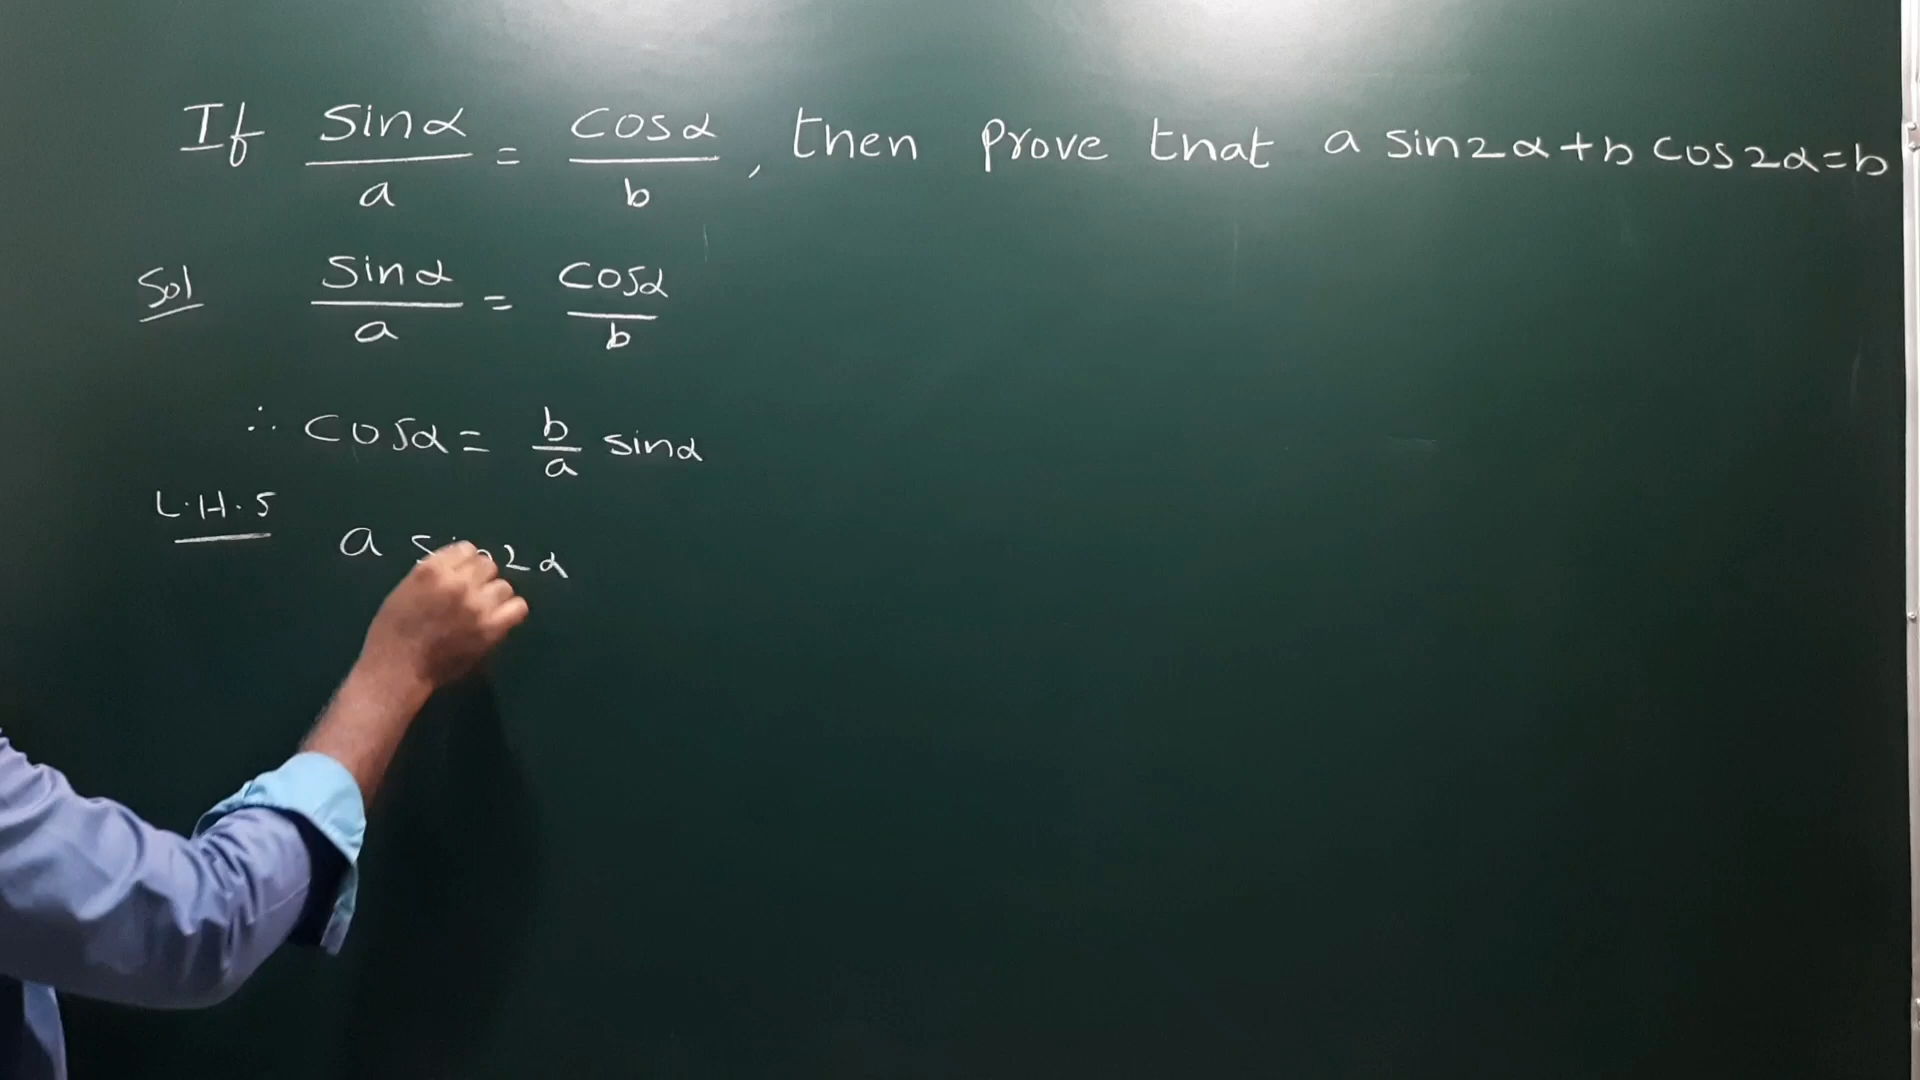 If sinα/a = cosα/b, then prove that a sin2α+b cos2α=b
Sol sinα/a = cosα/b
∴ cosα= b/a sinα
L.H.S a sin2α